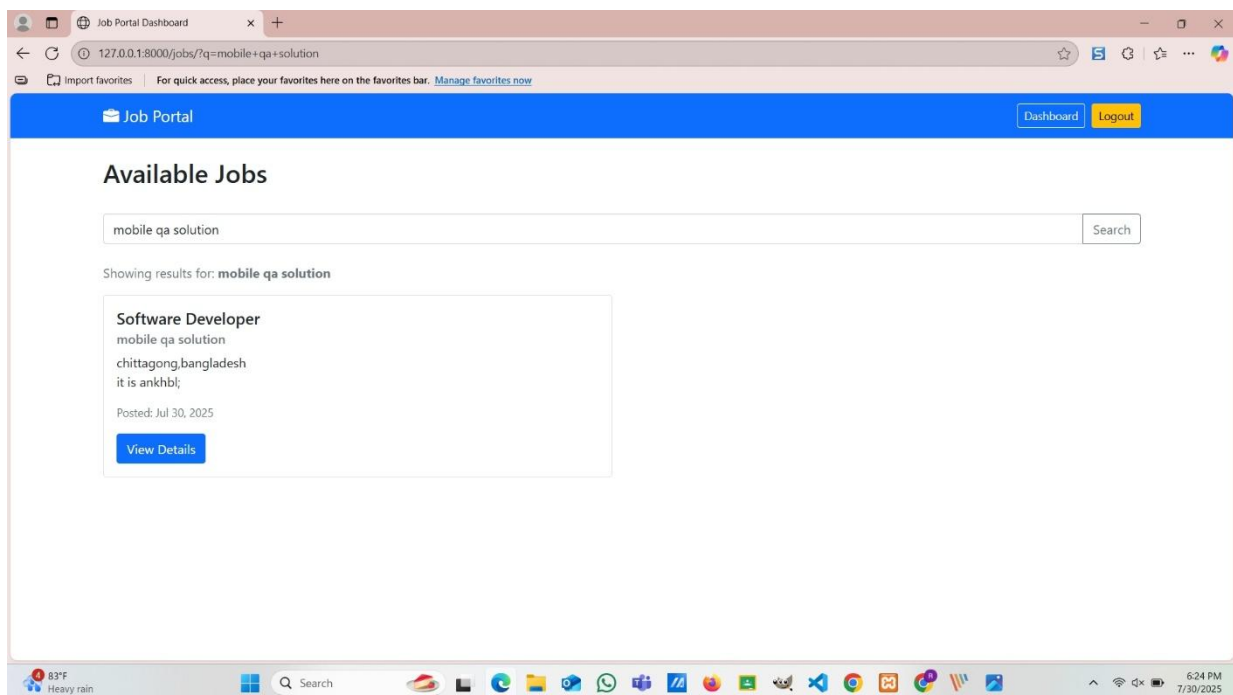 Job Portal Dashboard
127.0.0.1:8000/jobs/?q=mobile+qa+solution
Import favorites
For quick access, place your favorites here on the favorites bar. Manage favorites now
Job Portal
Dashboard
Logout
Available Jobs
mobile qa solution
Search
Showing results for: mobile qa solution
Software Developer
mobile qa solution
chittagong,bangladesh
it is ankhbl;
Posted: Jul 30, 2025
View Details
4
83°F
Heavy rain
Search
6:24 PM
7/30/2025